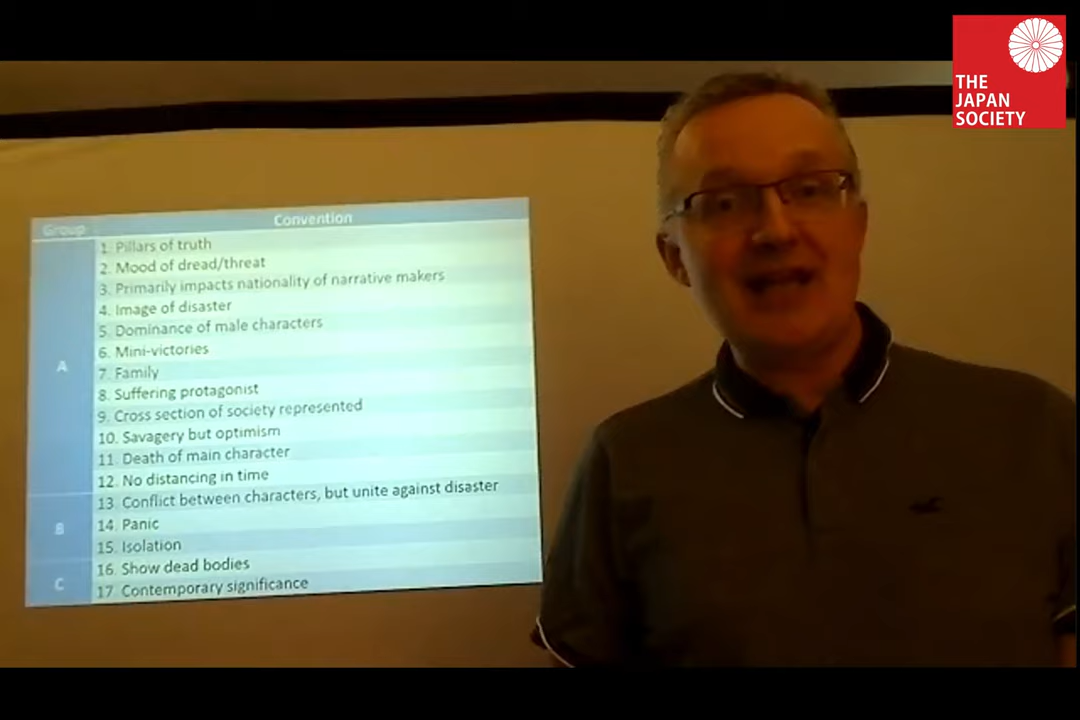 THE
JAPAN
SOCIETY
Group Convention
A
1. Pillars of truth
2. Mood of dread/threat
3. Primarily impacts nationality of narrative makers
4. Image of disaster
5. Dominance of male characters
6. Mini-victories
7. Family
8. Suffering protagonist
9. Cross section of society represented
10. Savagery but optimism
11. Death of main character
12. No distancing in time
B
13. Conflict between characters, but unite against disaster
14. Panic
15. Isolation
C
16. Show dead bodies
17. Contemporary significance